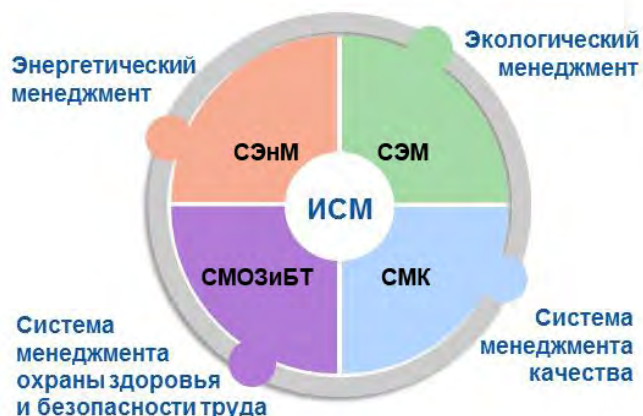 Энергетический
менеджмент
Экологический
менеджмент
СЭнМ
СЭМ
ИСМ
СМОЗиБТ
СМК
Система
менеджмента
охраны здоровья
и безопасности труда
Система
менеджмента
качества